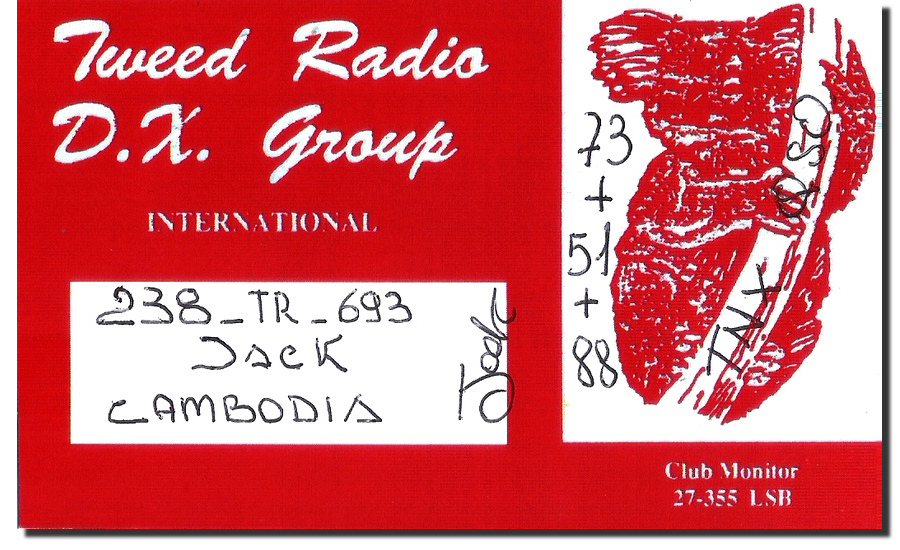 Tweed Radio
D.X. Group
INTERNATIONAL
238_TR_693
JACK
CAMBODIA
Jack
73
+
51
+
88
TNX
QSO
Club Monitor
27-355 LSB